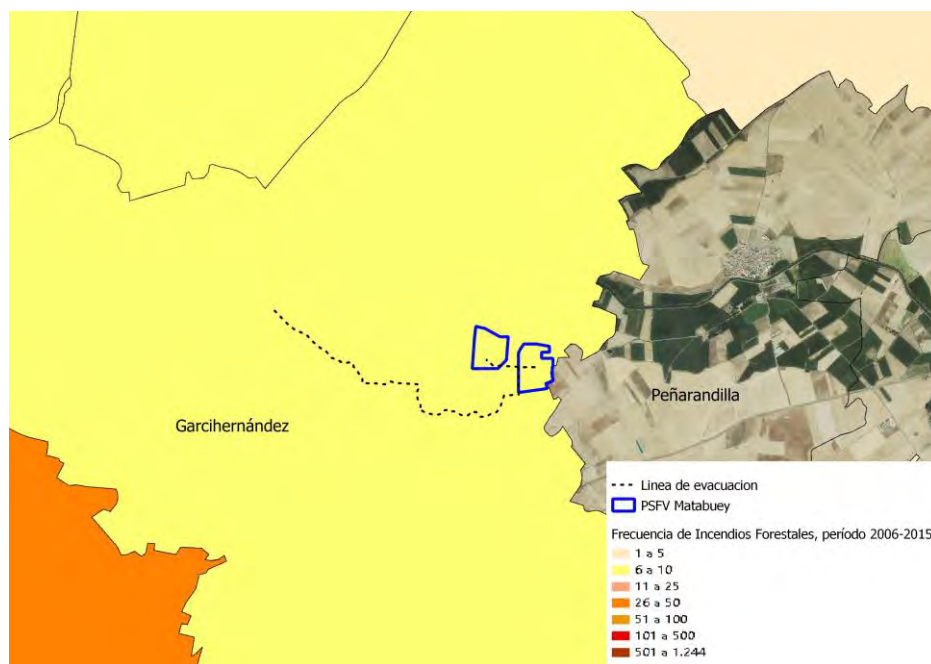 Peñarandilla
Garcihernández
Linea de evacuacion
PSFV Matabuey
Frecuencia de Incendios Forestales, período 2006-2015
1 a 5
6 a 10
11 a 25
26 a 50
51 a 100
101 a 500
501 a 1.244